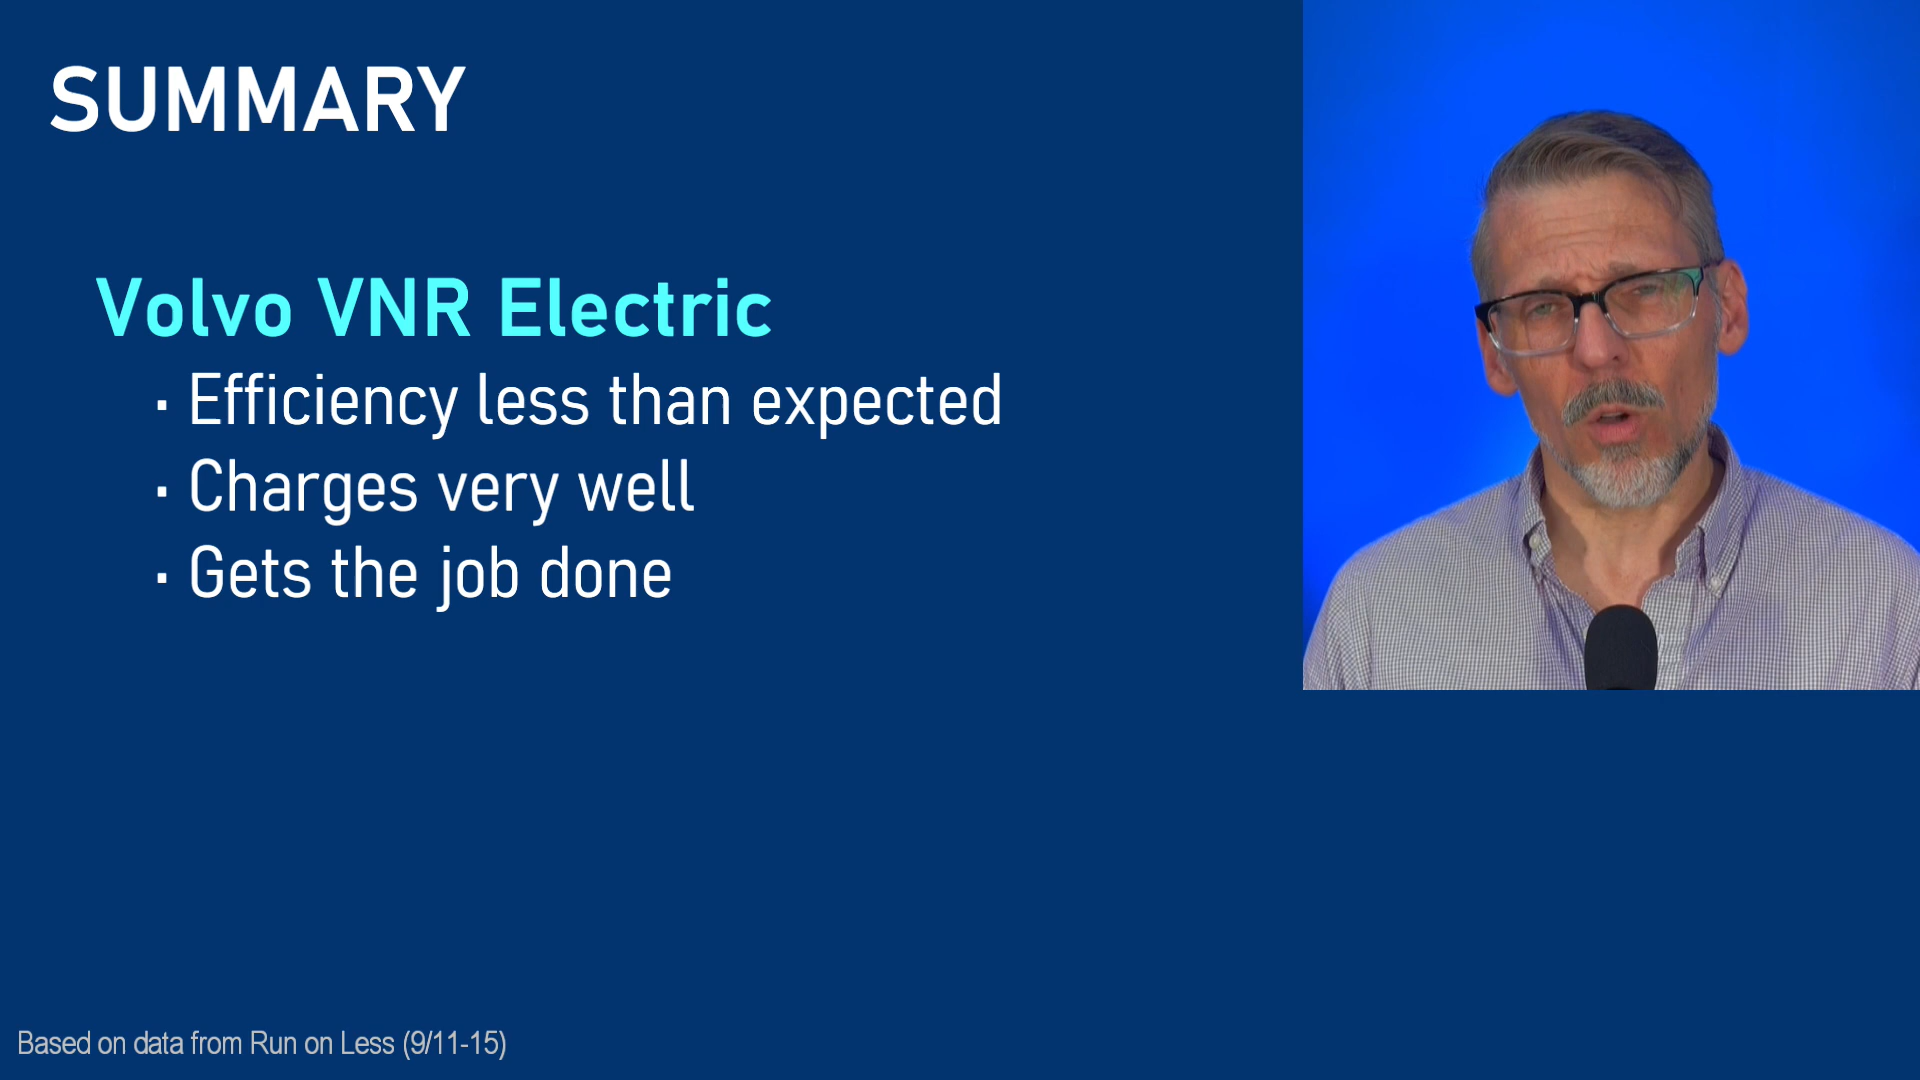 SUMMARY
Volvo VNR Electric
· Efficiency less than expected
· Charges very well
· Gets the job done
Based on data from Run on Less (9/11-15)